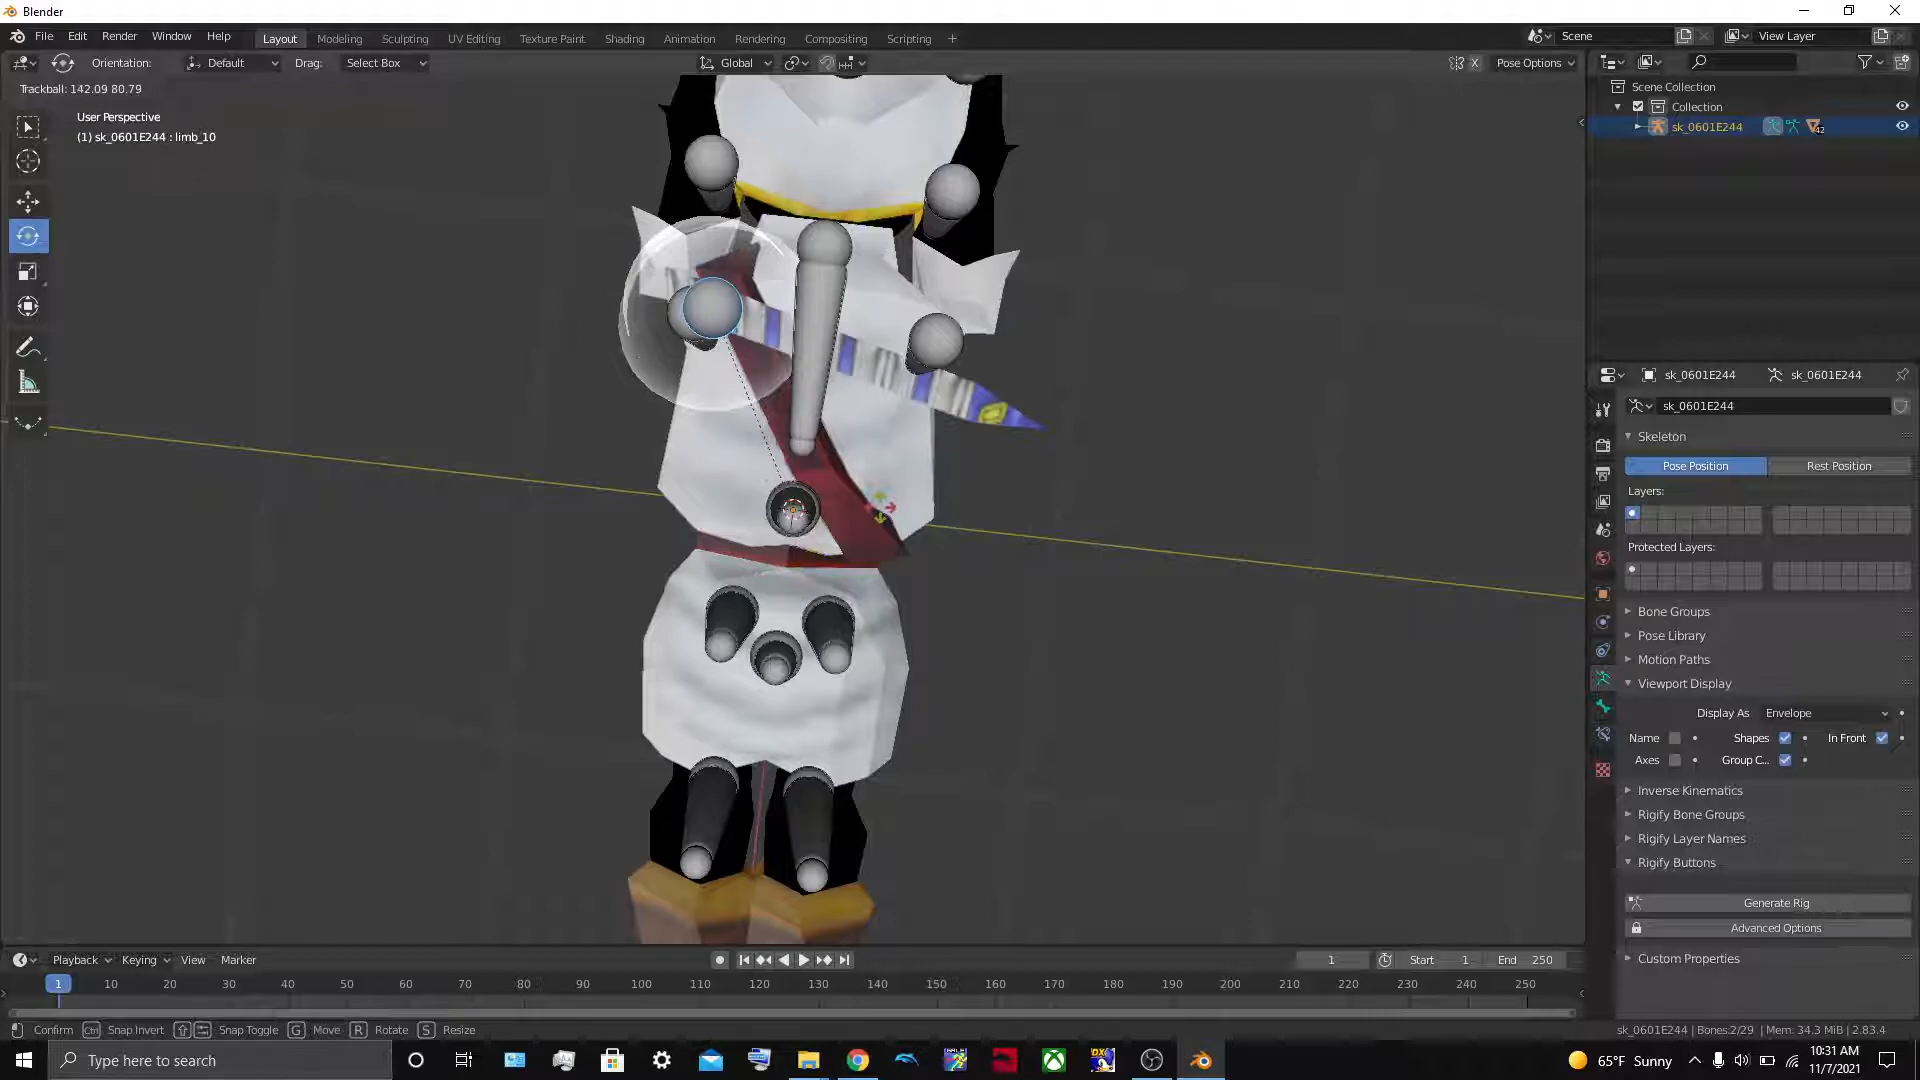 Blender
File Edit Render Window Help Layout Modeling Sculpting UV Editing Texture Paint Shading Animation Rendering Compositing Scripting Scene View Layer
Orientation: Default Drag: Select Box Global X Pose Options
Trackball: 142.09 80.79
User Perspective
(1) sk_0601E244 : limb_10
Scene Collection
Collection
sk_0601E244 42
sk_0601E244 sk_0601E244
sk_0601E244
Skeleton
Pose Position Rest Position
Layers:
Protected Layers:
Bone Groups
Pose Library
Motion Paths
Viewport Display
Display As Envelope
Name Shapes In Front
Axes Group C...
Inverse Kinematics
Rigify Bone Groups
Rigify Layer Names
Rigify Buttons
Generate Rig
Advanced Options
Custom Properties
Playback Keying View Marker 1 Start 1 End 250
1 10 20 30 40 50 60 70 80 90 100 110 120 130 140 150 160 170 180 190 200 210 220 230 240 250
Confirm Ctrl Snap Invert Snap Toggle G Move R Rotate S Resize sk_0601E244 | Bones:2/29 | Mem: 34.3 MiB | 2.83.4
Type here to search 65°F Sunny 10:31 AM
11/7/2021